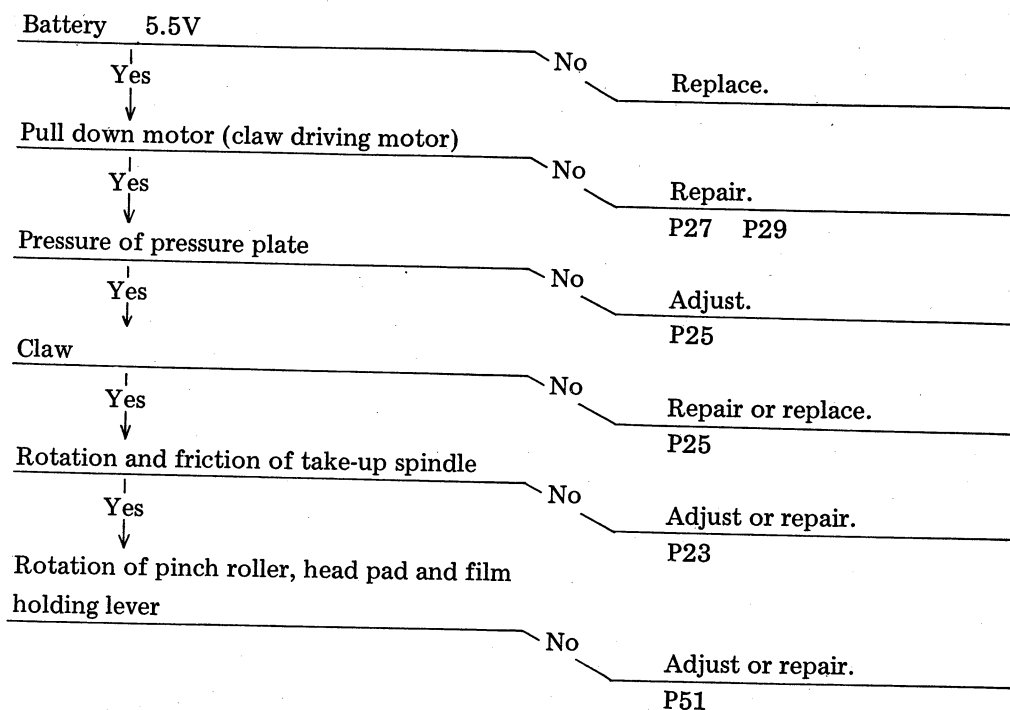 Battery 5.5V
No
Yes
Replace.
Pull down motor (claw driving motor)
No
Yes
Repair.
P27 P29
Pressure of pressure plate
No
Yes
Adjust.
P25
Claw
No
Yes
Repair or replace.
P25
Rotation and friction of take-up spindle
No
Yes
Adjust or repair.
P23
Rotation of pinch roller, head pad and film
holding lever
No
Adjust or repair.
P51